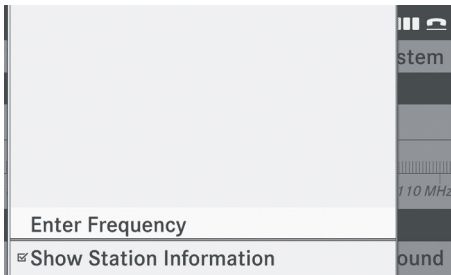 stem
110 MHz
Enter Frequency
Show Station Information
ound